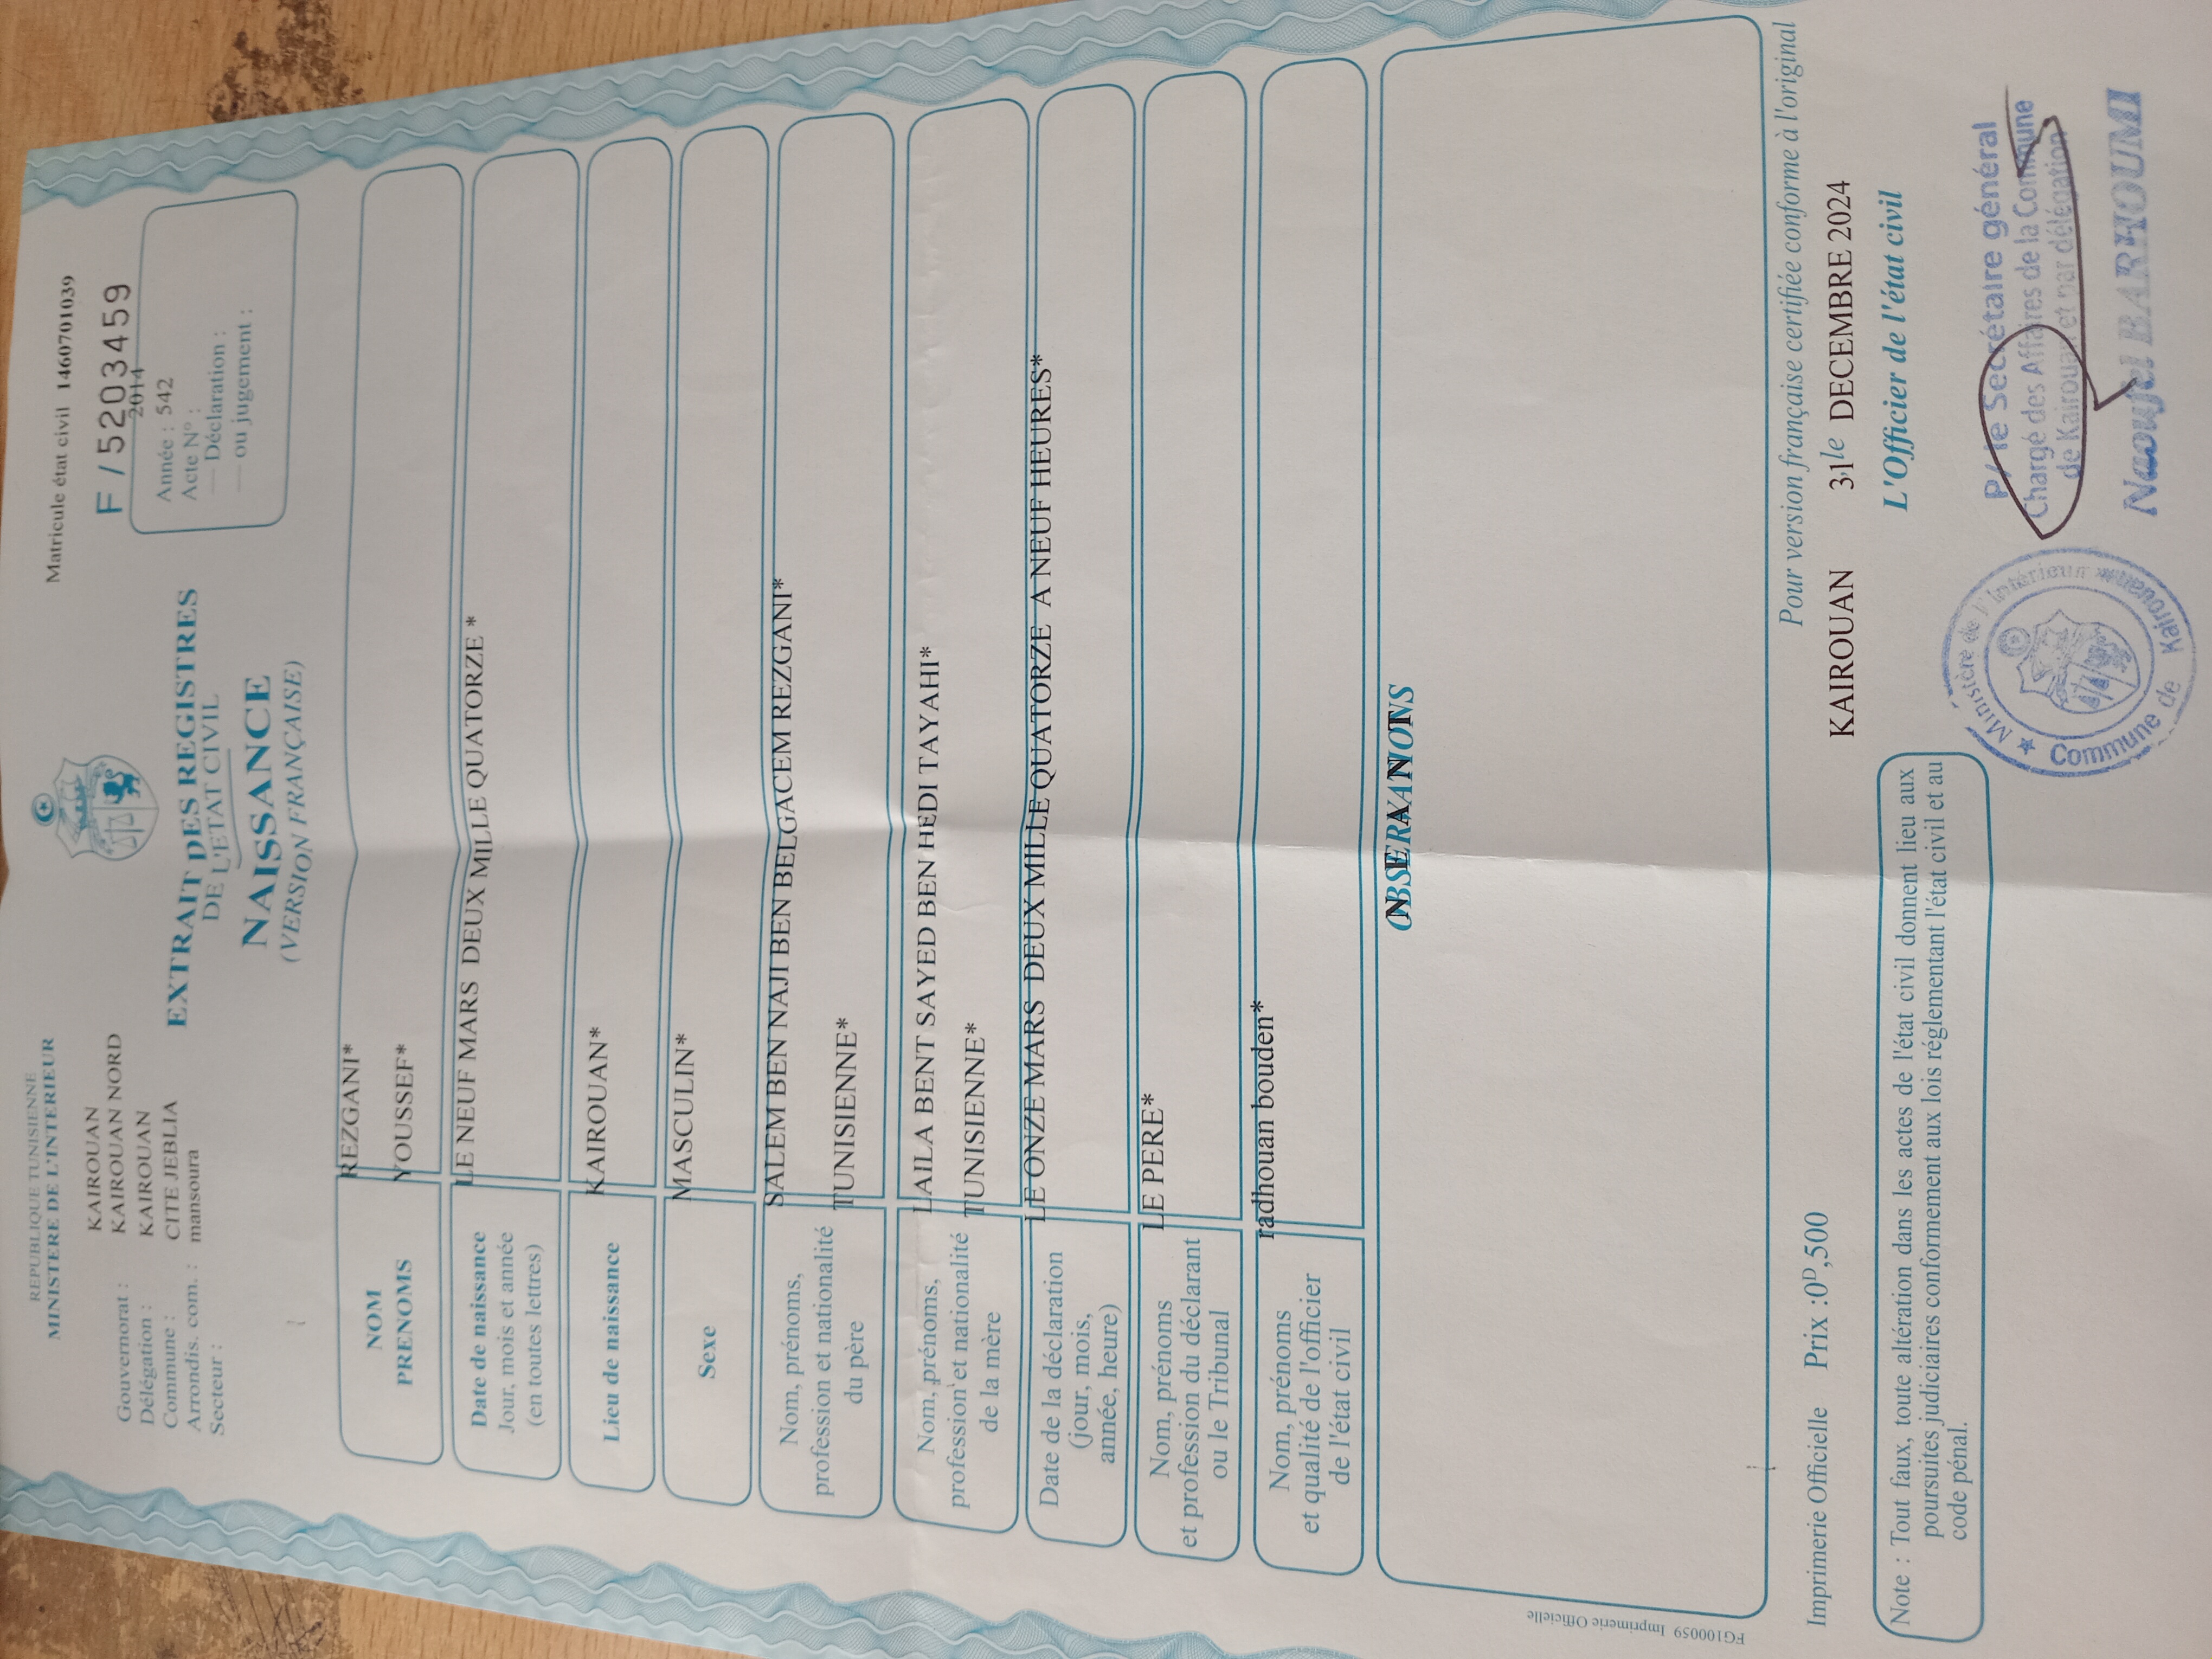 REPUBLIQUE TUNISIENNE
MINISTERE DE L'INTERIEUR
Gouvernorat : KAIROUAN
Délégation : KAIROUAN NORD
Commune : KAIROUAN
Arrondis. com. : CITE JEBLIA
Secteur : mansoura
EXTRAIT DES REGISTRES
DE L'ETAT CIVIL
NAISSANCE
(VERSION FRANÇAISE)
Matricule état civil 1460701039
F / 5203459
2014
Année : 542
Acte N° :
— Déclaration :
— ou jugement :
NOM REZGANI*
PRENOMS YOUSSEF*
Date de naissance LE NEUF MARS DEUX MILLE QUATORZE *
Jour, mois et année
(en toutes lettres)
Lieu de naissance KAIROUAN*
Sexe MASCULIN*
Nom, prénoms, SALEM BEN NAJI BEN BELGACEM REZGANI*
profession et nationalité TUNISIENNE*
du père
Nom, prénoms, LAILA BENT SAYED BEN HEDI TAYAHI*
profession et nationalité TUNISIENNE*
de la mère
Date de la déclaration LE ONZE MARS DEUX MILLE QUATORZE A NEUF HEURES*
(jour, mois,
année, heure)
Nom, prénoms LE PERE*
et profession du déclarant
ou le Tribunal
Nom, prénoms radhouan bouden*
et qualité de l'officier
de l'état civil
OBSERVATIONS
NEANT
FG100059 Imprimerie Officielle
Imprimerie Officielle Prix :0D,500
Pour version française certifiée conforme à l'original
KAIROUAN 31 le DECEMBRE 2024
L'Officier de l'état civil
Note : Tout faux, toute altération dans les actes de l'état civil donnent lieu aux
poursuites judiciaires conformement aux lois réglementant l'état civil et au
code pénal.
Ministère de l'Intérieur
Commune de Kairouan
P/ le Secrétaire général
Chargé des Affaires de la Commune
de Kairouan et par délégation
Naoufel BARHOUMI